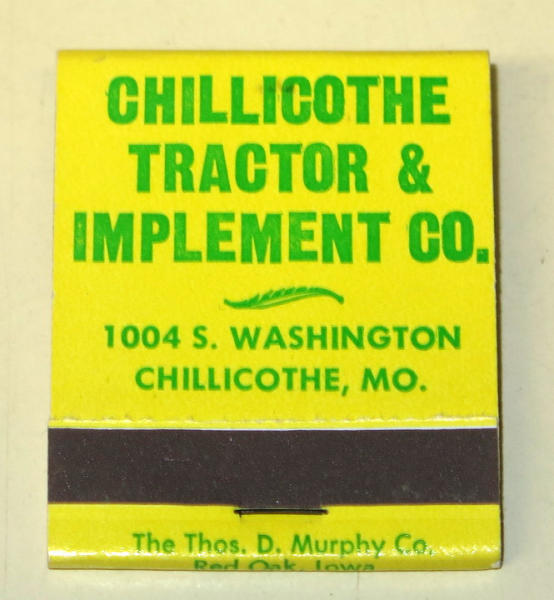 CHILLICOTHE
TRACTOR &
IMPLEMENT CO.
1004 S. WASHINGTON
CHILLICOTHE, MO.
The Thos. D. Murphy Co.
Red Oak, Iowa